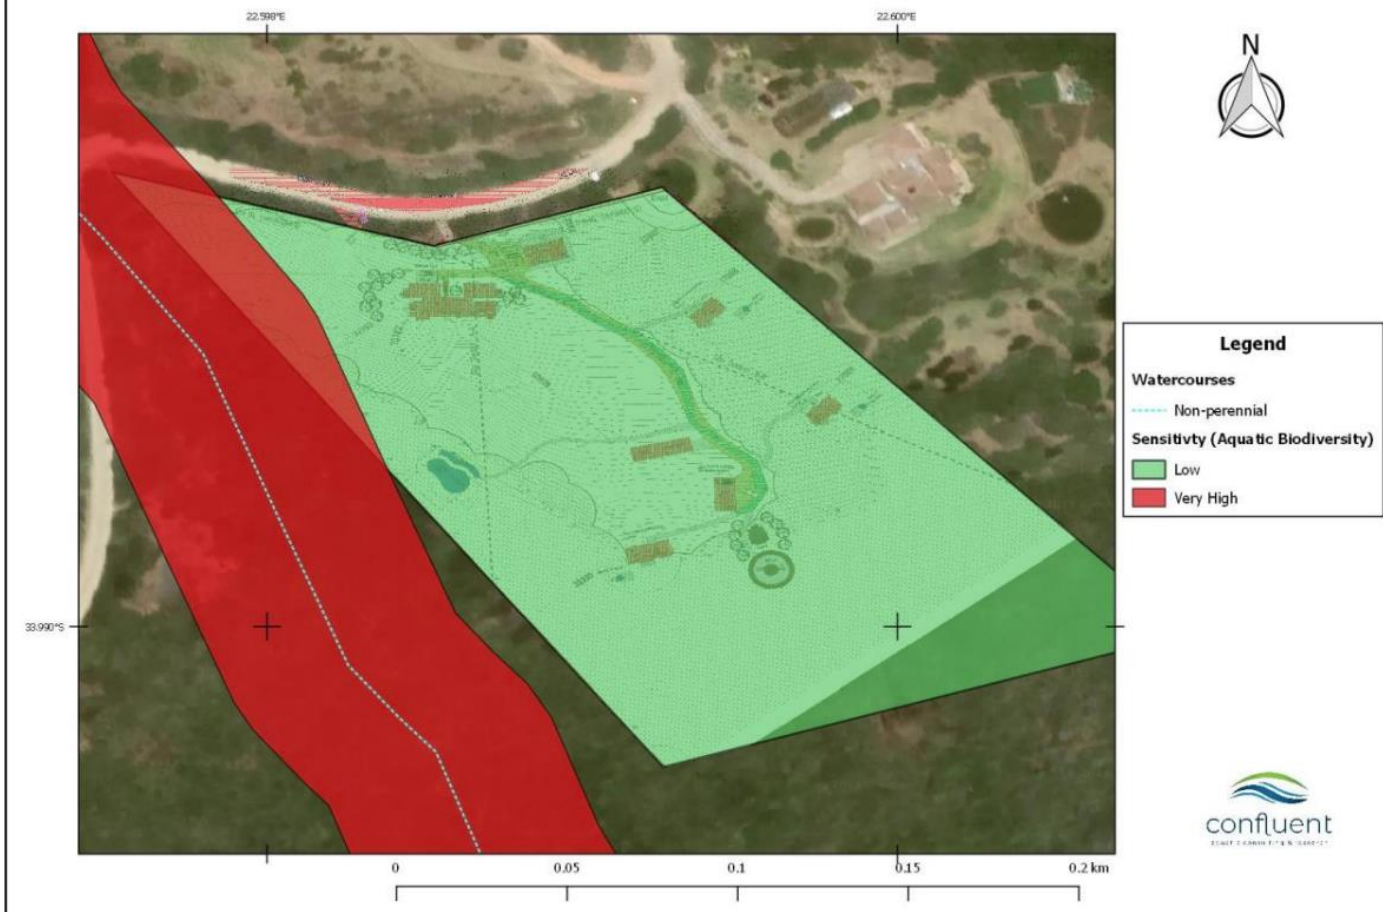 22.598°E
22.600°E
N
Legend
Watercourses
Non-perennial
Sensitivty (Aquatic Biodiversity)
Low
Very High
33.990°S
confluent
0
0.05
0.1
0.15
0.2 km